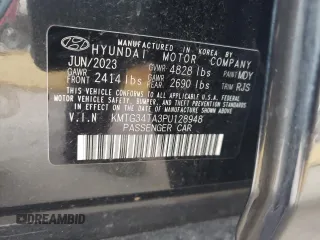 MANUFACTURED IN KOREA BY
HYUNDAI MOTOR COMPANY
JUN/2023 GVWR 4828 lbs PAINT MDY
GAWR FRONT 2414 lbs GAWR REAR 2690 lbs TRIM RJS
THIS VEHICLE CONFORMS TO ALL APPLICABLE
FEDERAL MOTOR VEHICLE SAFETY, BUMPER,
AND THEFT PREVENTION STANDARDS IN EFFECT
ON THE DATE OF MANUFACTURE SHOWN ABOVE.
V.I.N KMTG34TA3PU128948
PASSENGER CAR
DREAMBID